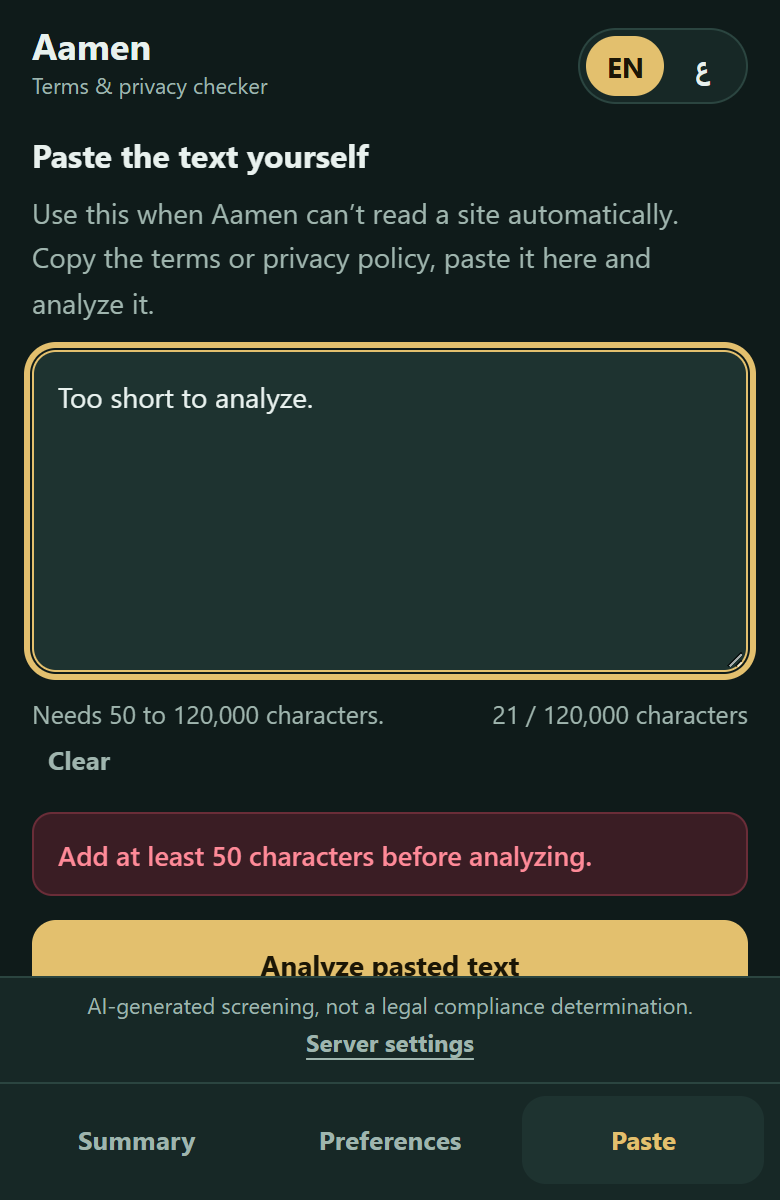 Aamen
EN ع
Terms & privacy checker
Paste the text yourself
Use this when Aamen can’t read a site automatically.
Copy the terms or privacy policy, paste it here and
analyze it.
Too short to analyze.
Needs 50 to 120,000 characters. 21 / 120,000 characters
Clear
Add at least 50 characters before analyzing.
Analyze pasted text
AI-generated screening, not a legal compliance determination.
Server settings
Summary Preferences Paste